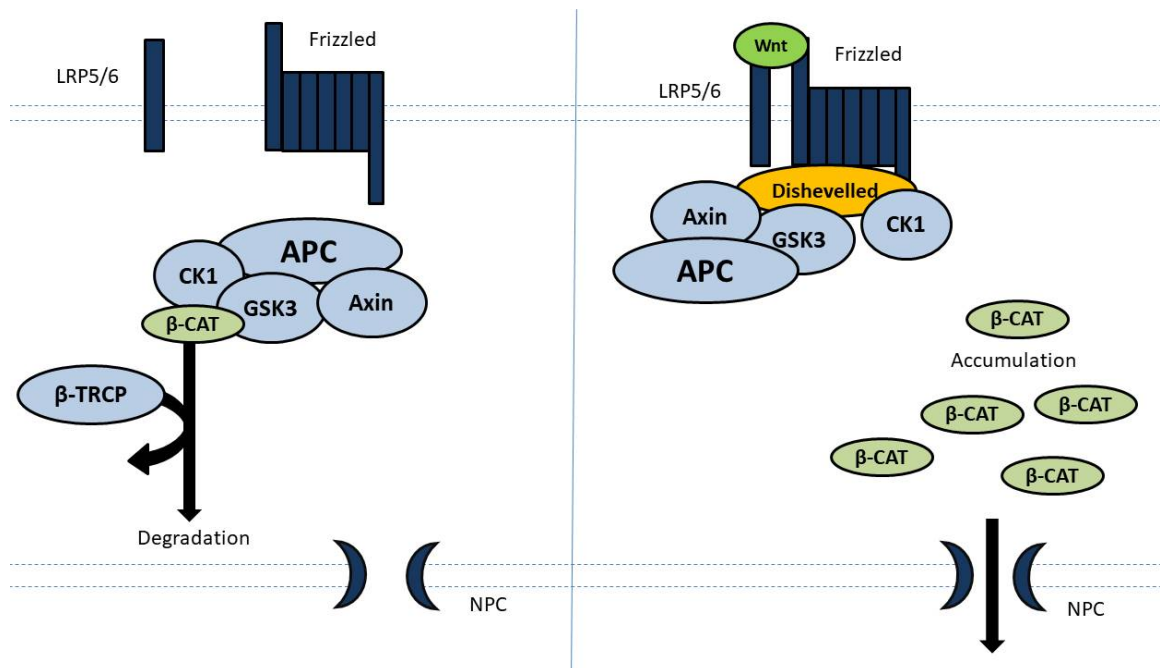 Frizzled
LRP5/6
APC
CK1
GSK3
Axin
β-CAT
β-TRCP
Degradation
NPC
Wnt
Frizzled
LRP5/6
Dishevelled
Axin
CK1
GSK3
APC
β-CAT
Accumulation
β-CAT
β-CAT
β-CAT
β-CAT
NPC